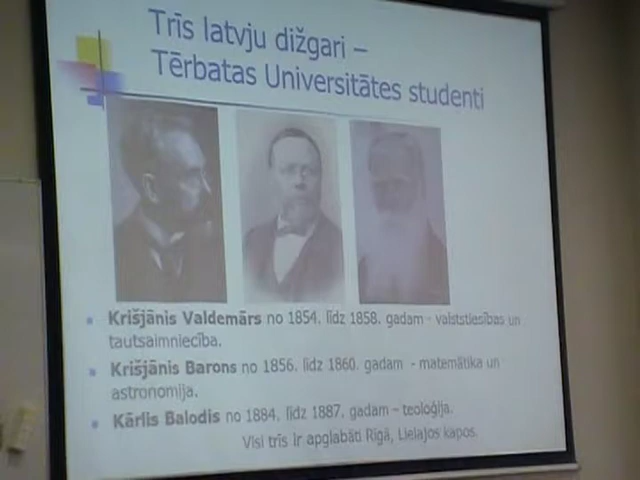 Trīs latvju dižgari –
Tērbatas Universitātes studenti
Krišjānis Valdemārs no 1854. līdz 1858. gadam - valststiesības un
tautsaimniecība.
Krišjānis Barons no 1856. līdz 1860. gadam - matemātika un
astronomija.
Kārlis Balodis no 1884. līdz 1887. gadam – teoloģija.
Visi trīs ir apglabāti Rīgā, Lielajos kapos.